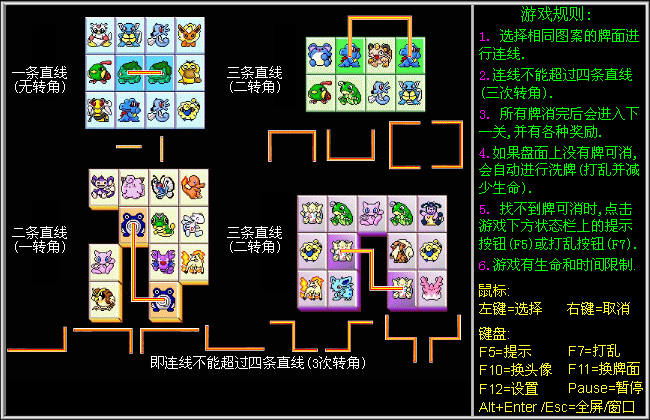 一条直线
(无转角)
三条直线
(二转角)
二条直线
(一转角)
三条直线
(二转角)
即连线不能超过四条直线(3次转角)
游戏规则:
1、选择相同图案的牌面进
行连线.
2.连线不能超过四条直线
(三次转角).
3、所有牌消完后会进入下
一关,并有各种奖励.
4.如果盘面上没有牌可消,
会自动进行洗牌(打乱并减
少生命).
5、找不到牌可消时,点击
游戏下方状态栏上的提示
按钮(F5)或打乱按钮(F7).
6.游戏有生命和时间限制.
鼠标:
左键=选择 右键=取消
键盘:
F5=提示 F7=打乱
F10=换头像 F11=换牌面
F12=设置 Pause=暂停
Alt+Enter /Esc=全屏/窗口